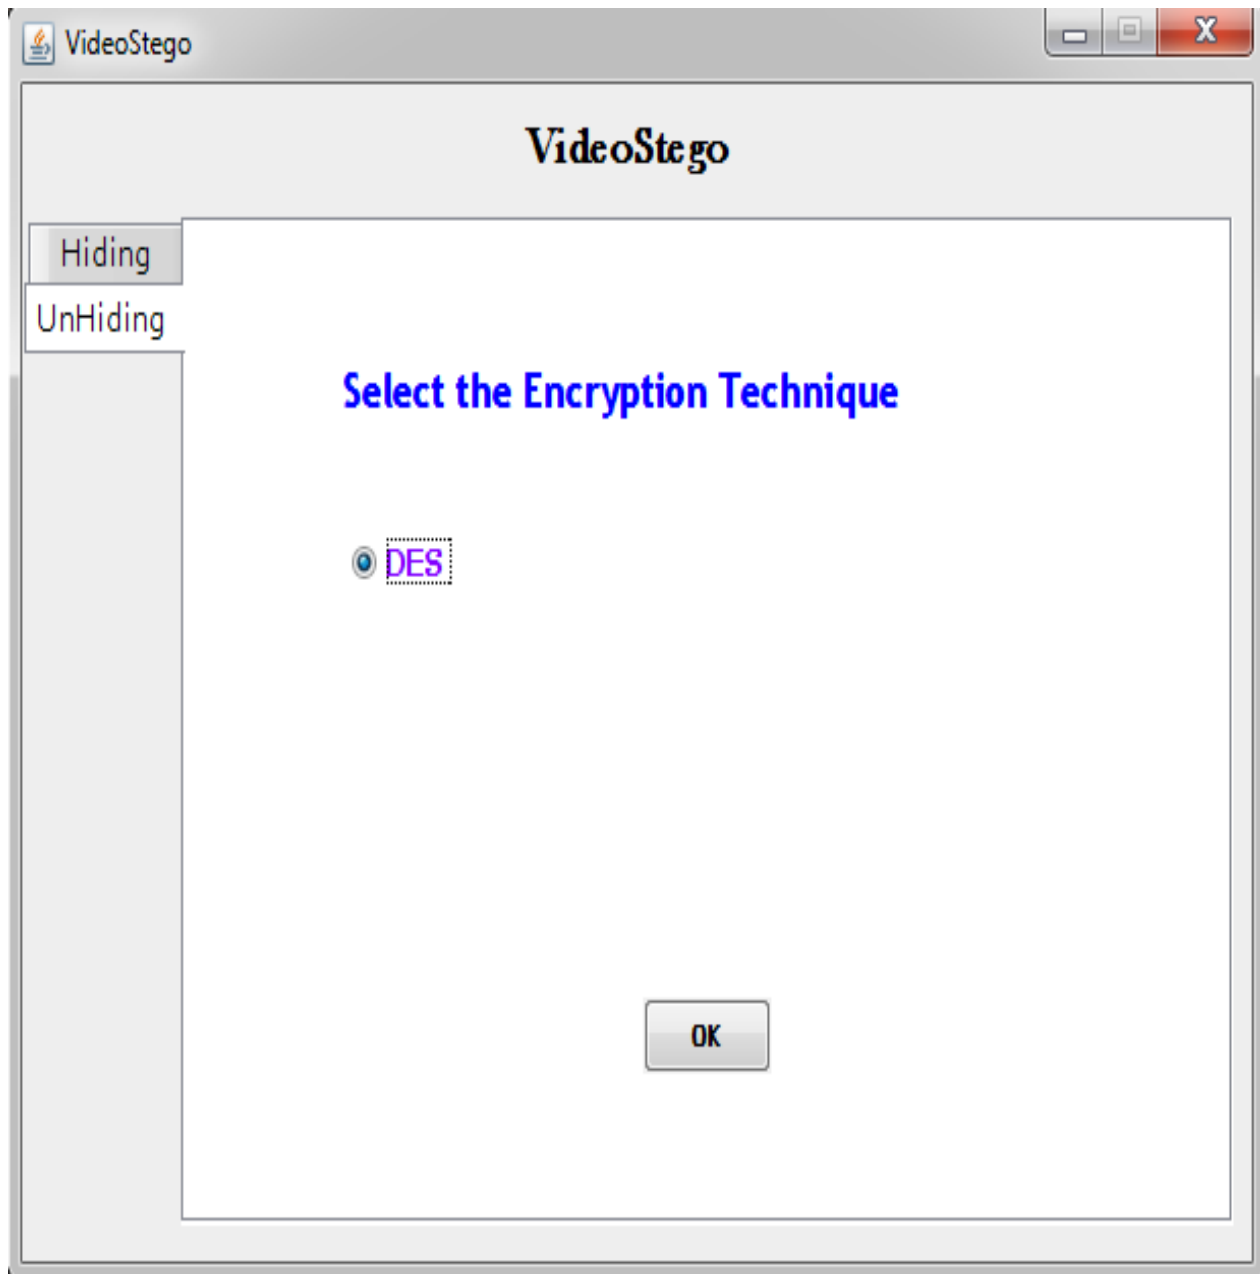 VideoStego
VideoStego
Hiding
UnHiding
Select the Encryption Technique
DES
OK